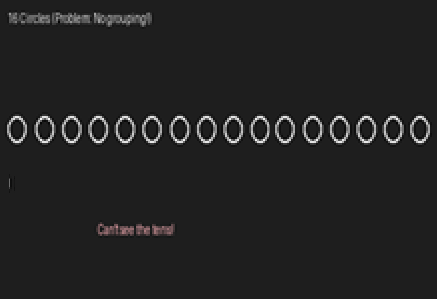 16 Circles (Problem: No grouping!)
Can't see the tens!